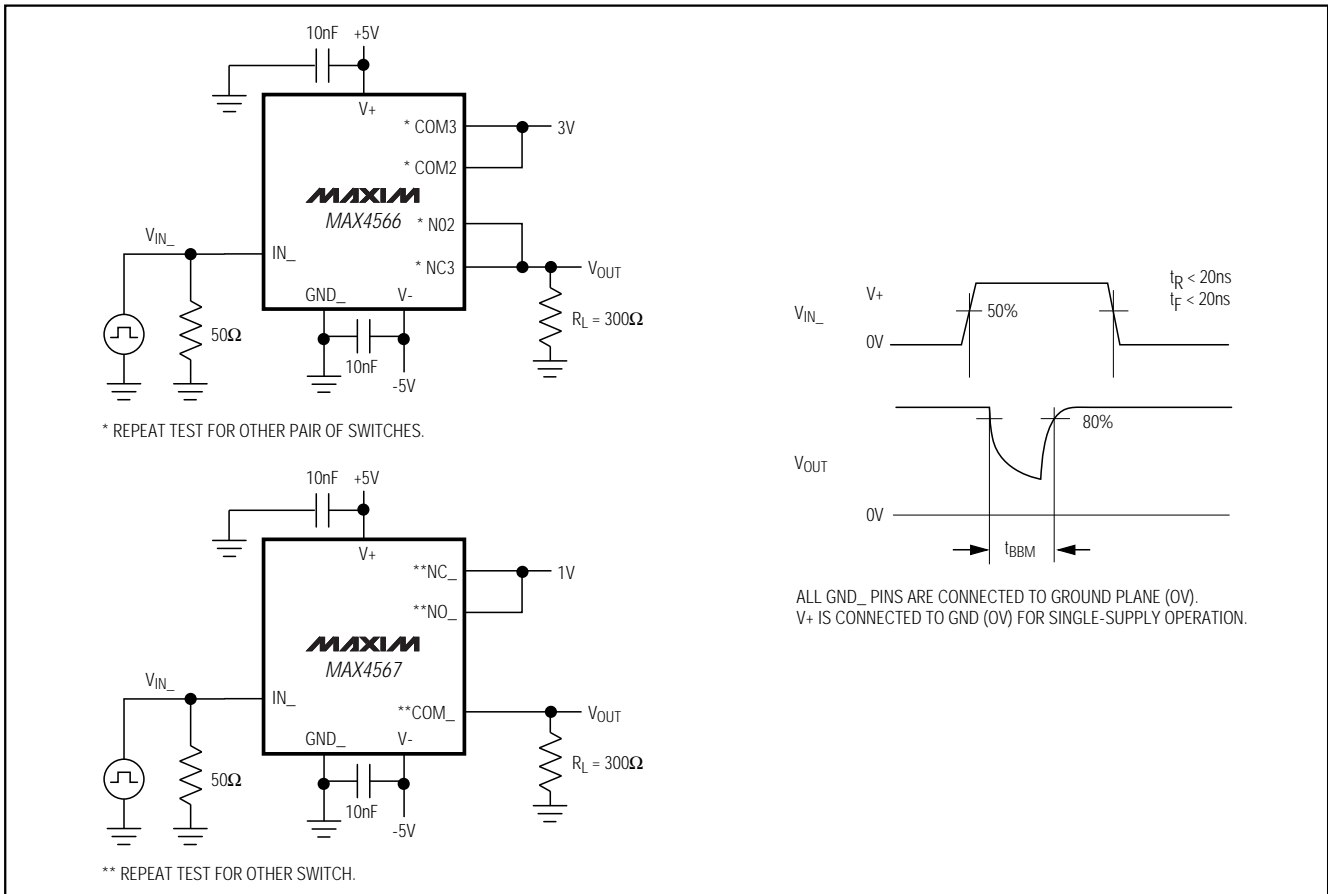 10nF +5V
V+
* COM3
3V
* COM2
MAXIM
MAX4566
* N02
VIN_
IN_
* NC3
VOUT
GND_ V-
50Ω
RL = 300Ω
10nF
-5V
* REPEAT TEST FOR OTHER PAIR OF SWITCHES.
10nF +5V
V+
**NC_
1V
**NO_
MAXIM
MAX4567
VIN_
IN_
**COM_
VOUT
GND_ V-
50Ω
RL = 300Ω
10nF
-5V
** REPEAT TEST FOR OTHER SWITCH.
tR < 20ns
tF < 20ns
V+
VIN_
50%
0V
80%
VOUT
0V
tBBM
ALL GND_ PINS ARE CONNECTED TO GROUND PLANE (0V).
V+ IS CONNECTED TO GND (0V) FOR SINGLE-SUPPLY OPERATION.